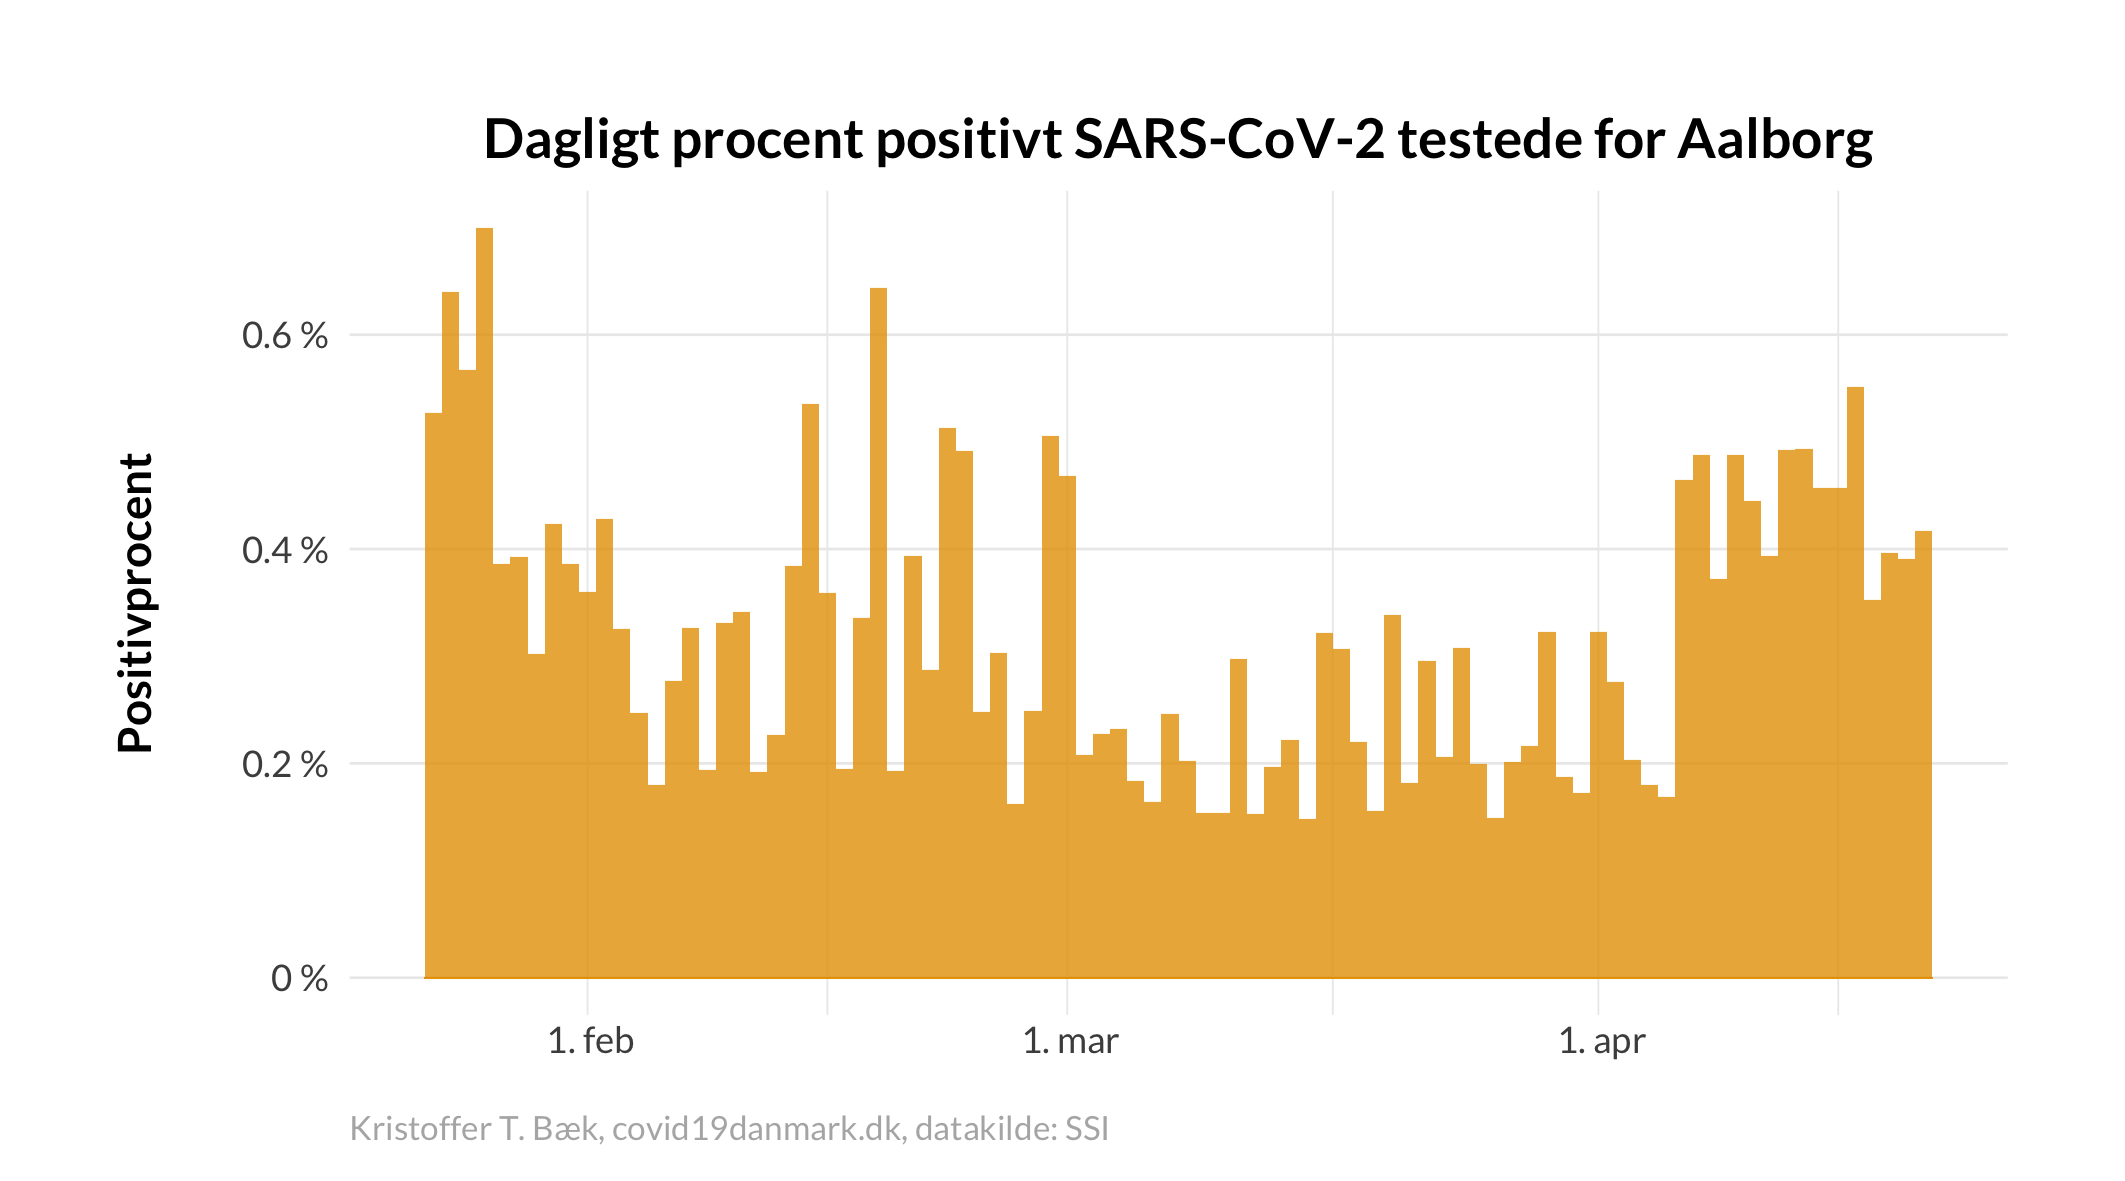 Dagligt procent positivt SARS-CoV-2 testede for Aalborg
Positivprocent
0.6 %
0.4 %
0.2 %
0 %
1. feb
1. mar
1. apr
Kristoffer T. Bæk, covid19danmark.dk, datakilde: SSI